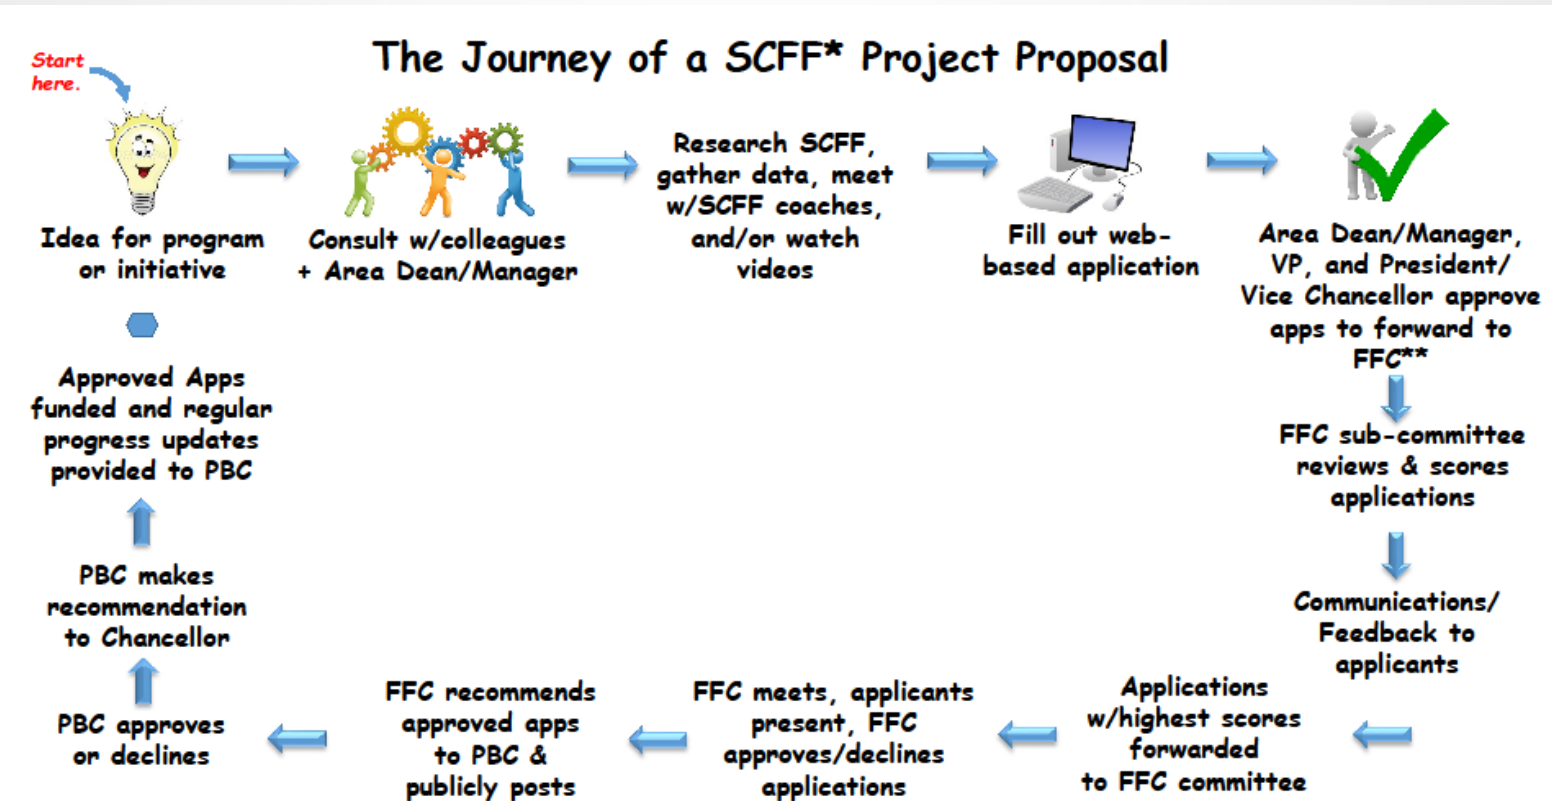 The Journey of a SCFF* Project Proposal
Start
here.
Idea for program
or initiative
Consult w/colleagues
+ Area Dean/Manager
Research SCFF,
gather data, meet
w/SCFF coaches,
and/or watch
videos
Fill out web-
based application
Area Dean/Manager,
VP, and President/
Vice Chancellor approve
apps to forward to
FFC**
FFC sub-committee
reviews & scores
applications
Communications/
Feedback to
applicants
Applications
w/highest scores
forwarded
to FFC committee
FFC meets, applicants
present, FFC
approves/declines
applications
FFC recommends
approved apps
to PBC &
publicly posts
PBC approves
or declines
PBC makes
recommendation
to Chancellor
Approved Apps
funded and regular
progress updates
provided to PBC